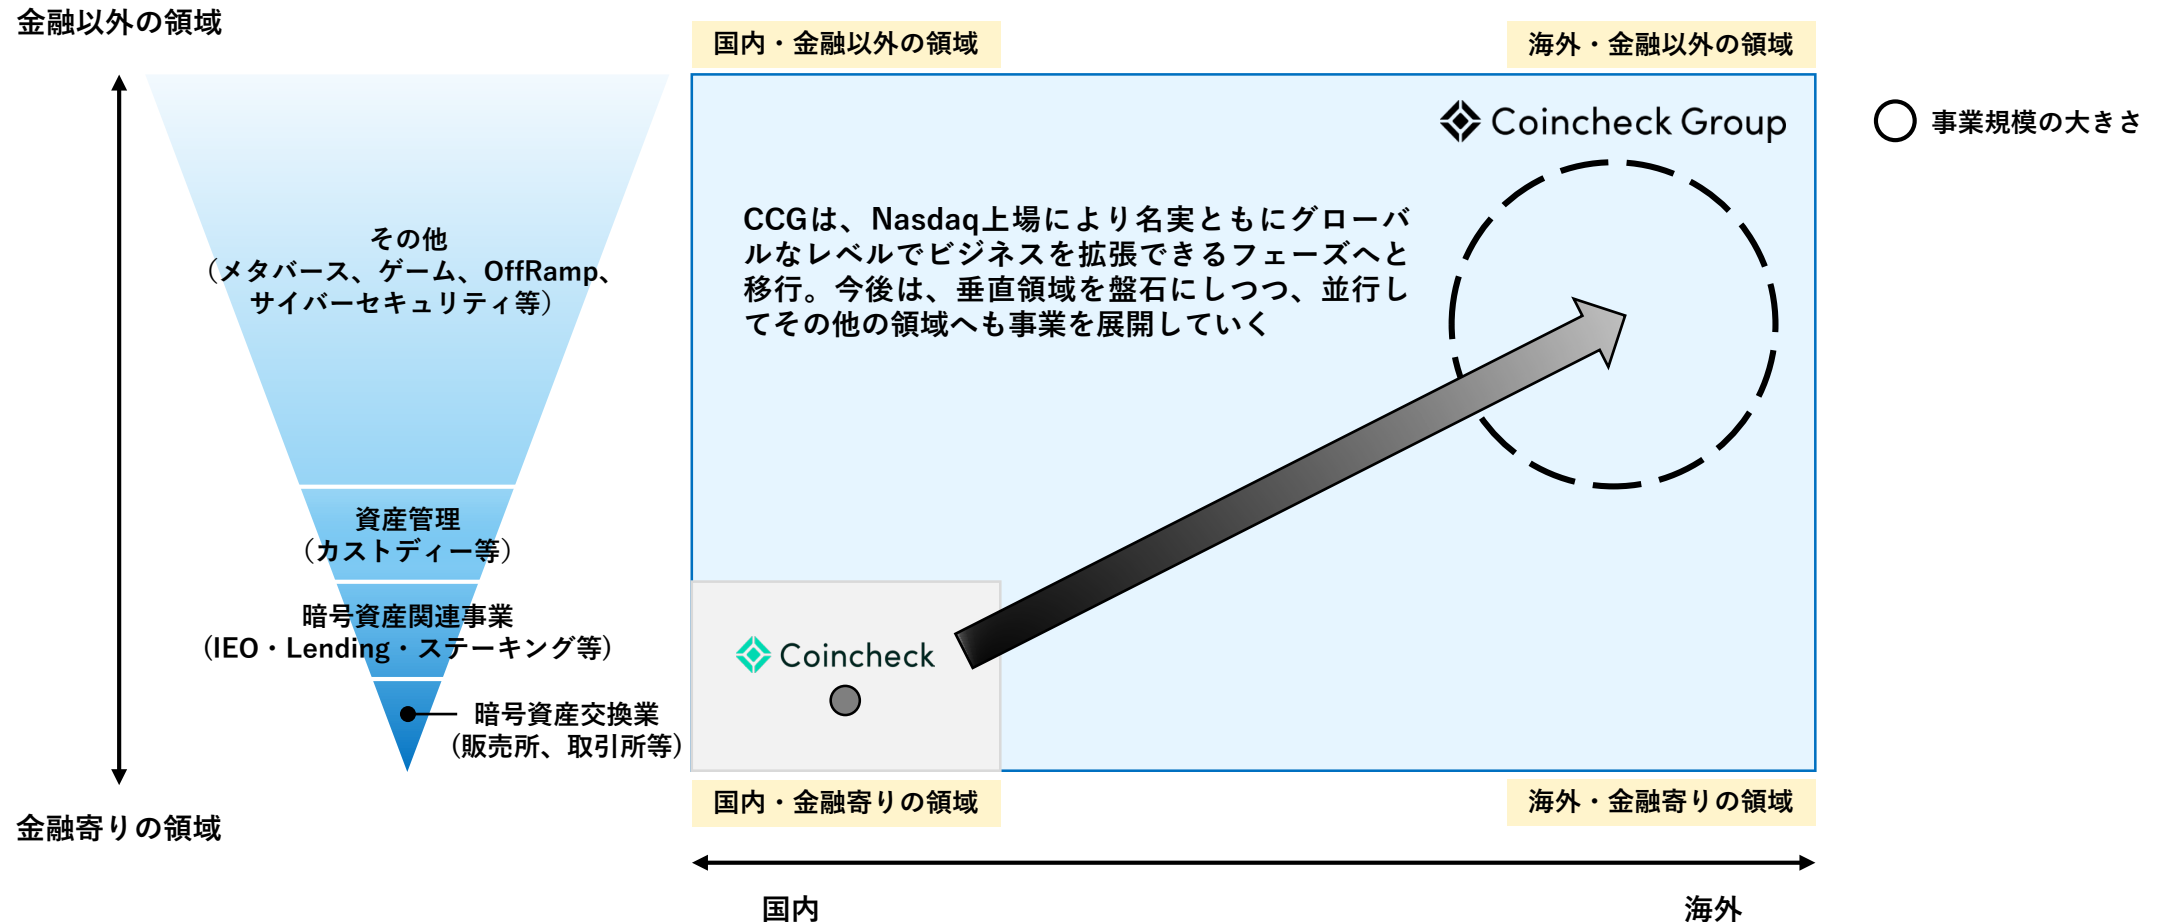 金融以外の領域
国内・金融以外の領域
海外・金融以外の領域
Coincheck Group
事業規模の大きさ
CCGは、Nasdaq上場により名実ともにグローバ
ルなレベルでビジネスを拡張できるフェーズへと
移行。今後は、垂直領域を盤石にしつつ、並行し
てその他の領域へも事業を展開していく
その他
（メタバース、ゲーム、OffRamp、
サイバーセキュリティ等）
資産管理
（カストディー等）
暗号資産関連事業
(IEO・Lending・ステーキング等)
暗号資産交換業
(販売所、取引所等)
Coincheck
国内・金融寄りの領域
海外・金融寄りの領域
金融寄りの領域
国内
海外